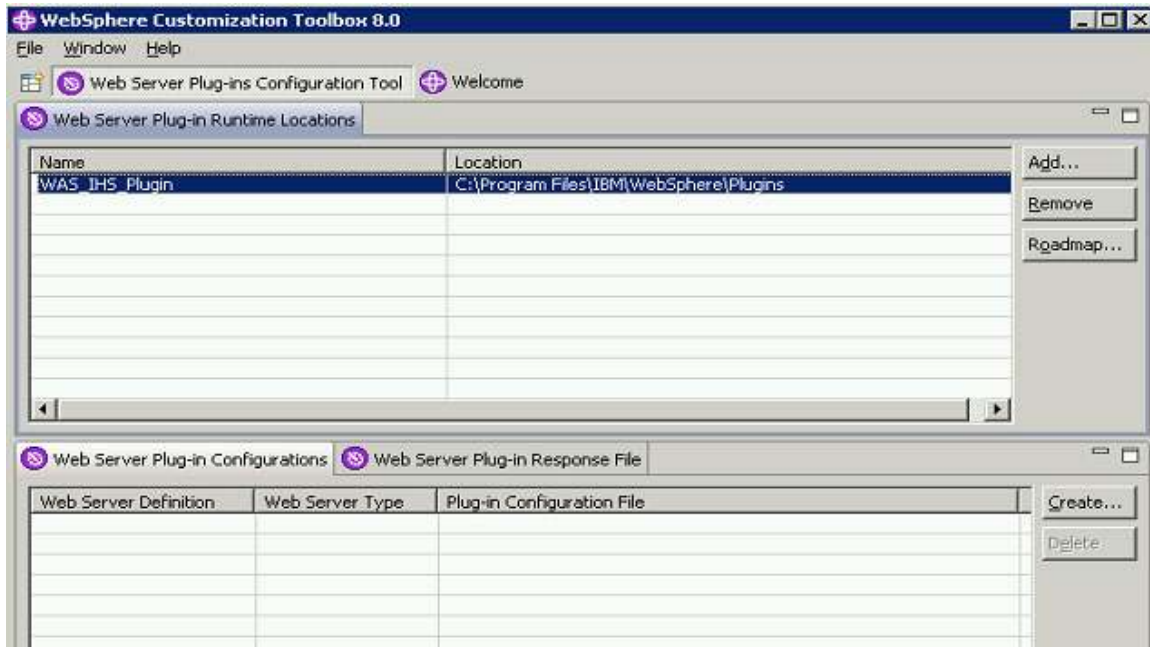 WebSphere Customization Toolbox 8.0
File Window Help
Web Server Plug-ins Configuration Tool Welcome
Web Server Plug-in Runtime Locations
Name Location Add...
WAS_IHS_Plugin C:\Program Files\IBM\WebSphere\Plugins
Remove
Roadmap...
Web Server Plug-in Configurations Web Server Plug-in Response File
Web Server Definition Web Server Type Plug-in Configuration File Create...
Delete